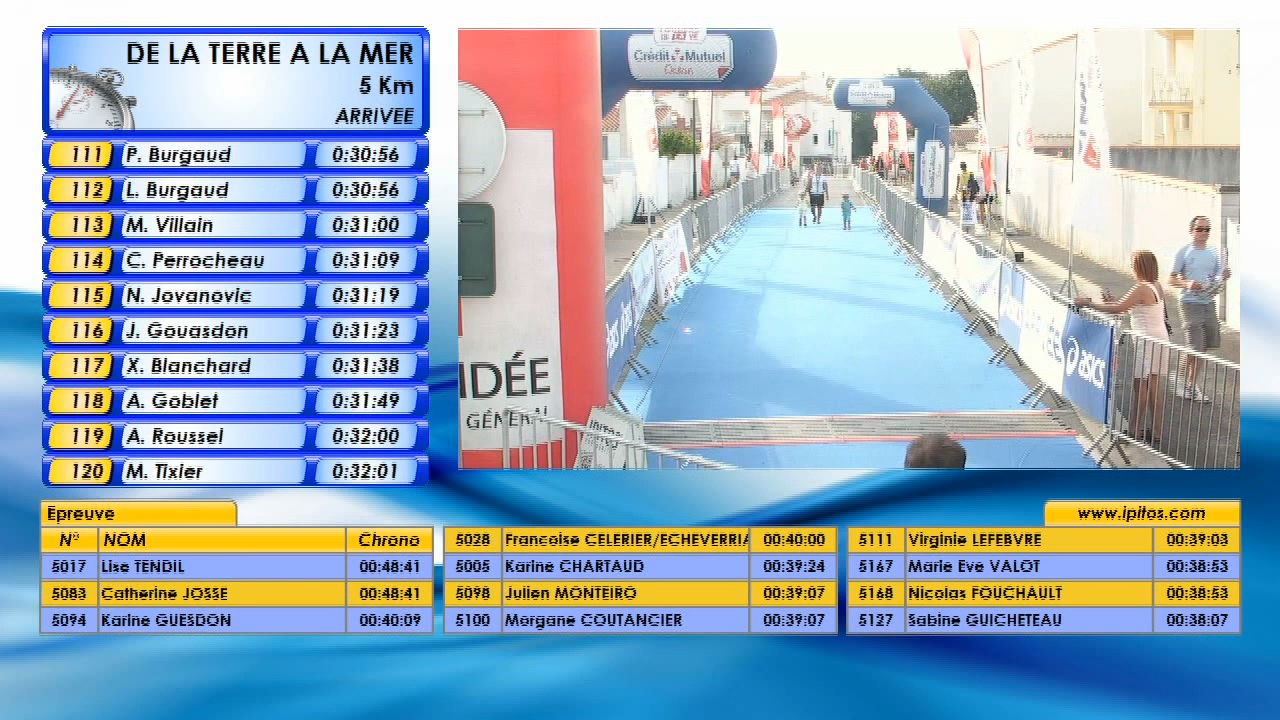 DE LA TERRE A LA MER
5 Km
ARRIVEE
111 P. Burgaud 0:30:56
112 L. Burgaud 0:30:56
113 M. Villain 0:31:00
114 C. Perrocheau 0:31:09
115 N. Jovanovic 0:31:19
116 J. Gouasdon 0:31:23
117 X. Blanchard 0:31:38
118 A. Goblet 0:31:49
119 A. Roussel 0:32:00
120 M. Tixier 0:32:01
Crédit Mutuel
Océan
IDÉE
GÉNÉRAL
asics
Epreuve
www.ipitos.com
N° NOM Chrono
5017 Lise TENDIL 00:48:41
5083 Catherine JOSSE 00:48:41
5094 Karine GUESDON 00:40:09
5028 Francoise CELERIER/ECHEVERRIA 00:40:00
5005 Karine CHARTAUD 00:39:24
5098 Julien MONTEIRO 00:39:07
5100 Morgane COUTANCIER 00:39:07
5111 Virginie LEFEBVRE 00:39:03
5167 Marie Eve VALOT 00:38:53
5168 Nicolas FOUCHAULT 00:38:53
5127 Sabine GUICHETEAU 00:38:07